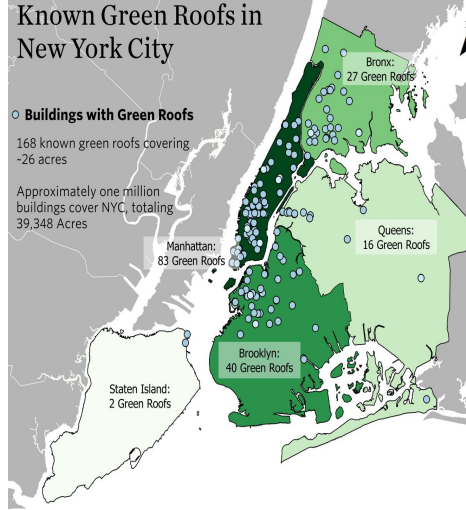 Known Green Roofs in
New York City
Buildings with Green Roofs
168 known green roofs covering
~26 acres
Approximately one million
buildings cover NYC, totaling
39,348 Acres
Bronx:
27 Green Roofs
Queens:
16 Green Roofs
Manhattan:
83 Green Roofs
Brooklyn:
40 Green Roofs
Staten Island:
2 Green Roofs